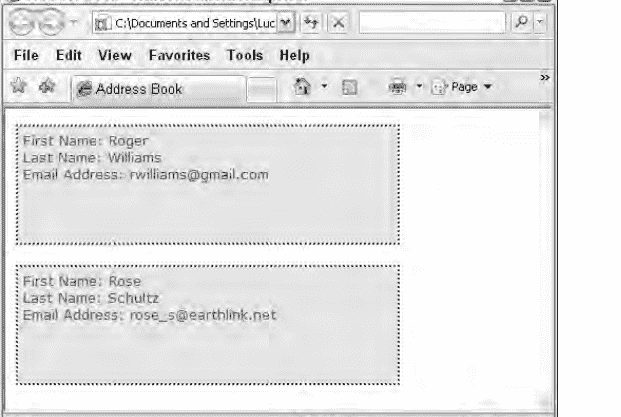 C:\Documents and Settings\Luc
File Edit View Favorites Tools Help
Address Book
Page
»
First Name: Roger
Last Name: Williams
Email Address: rwilliams@gmail.com
First Name: Rose
Last Name: Schultz
Email Address: rose_s@earthlink.net